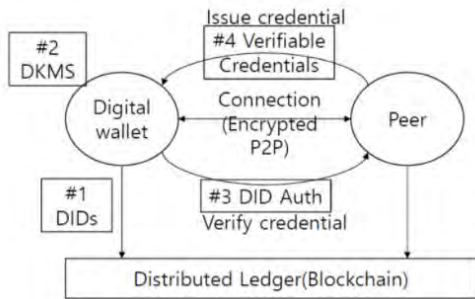 Issue credential
#2
DKMS
#4 Verifiable
Credentials
Digital
wallet
Connection
(Encrypted
P2P)
Peer
#1
DIDs
#3 DID Auth
Verify credential
Distributed Ledger(Blockchain)